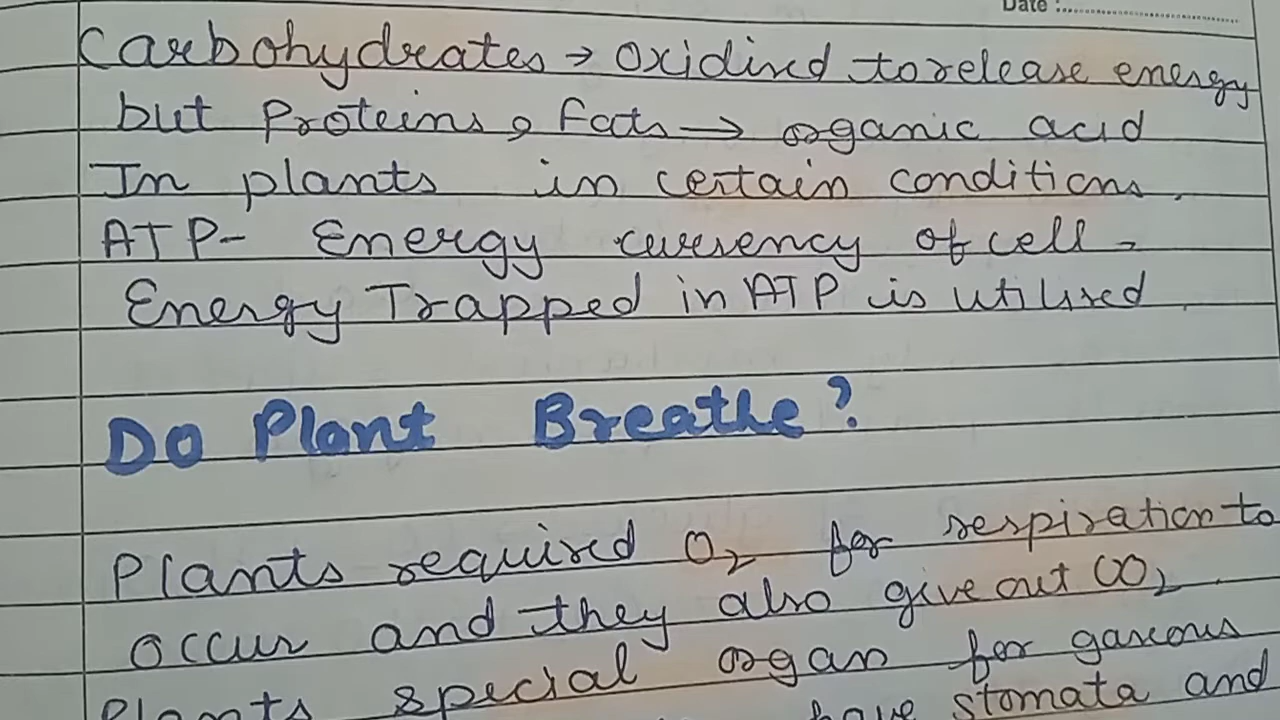 Date :
Carbohydrates → Oxidised to release energy
but Proteins, Fats → organic acid
In plants in certain conditions.
ATP- Energy currency of cell -
Energy Trapped in ATP is utilised.
Do Plant Breathe?
Plants required O₂ for respiration to
occur and they also give out CO₂.
Plants special organ for gaseous
have stomata and